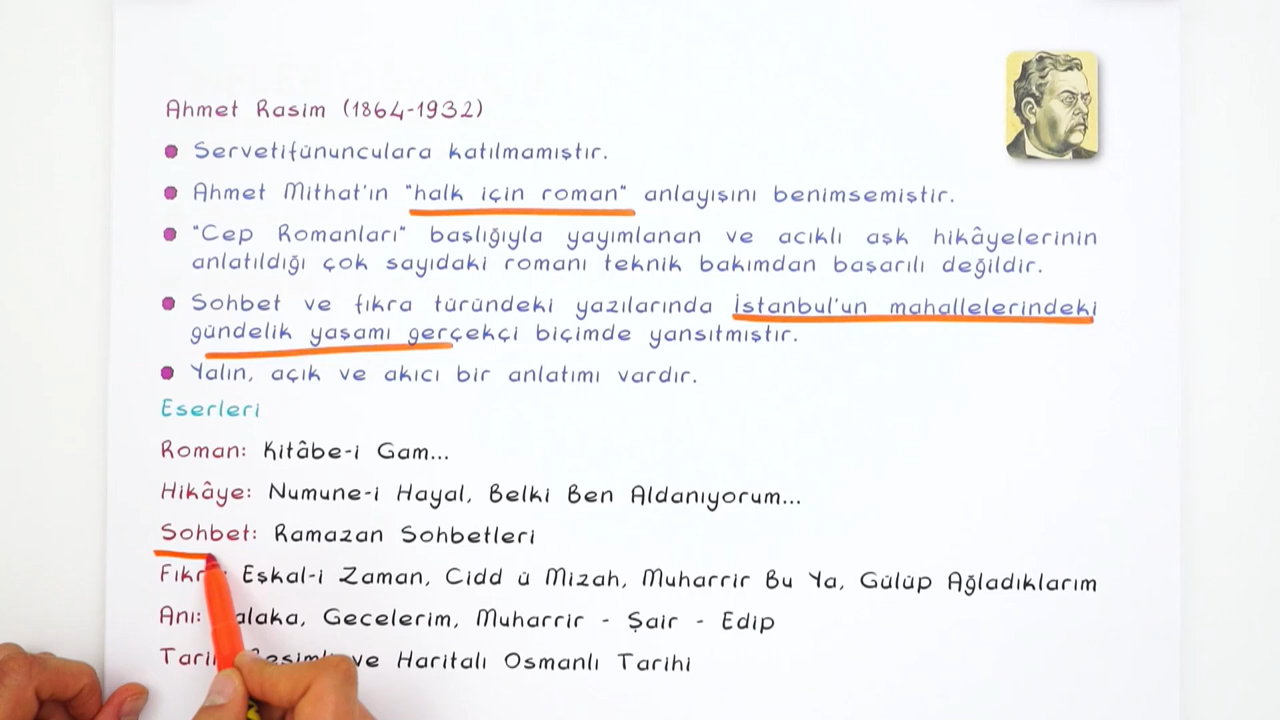 Ahmet Rasim (1864-1932)
Servetifünunculara katılmamıştır.
Ahmet Mithat'ın "halk için roman" anlayışını benimsemiştir.
"Cep Romanları" başlığıyla yayımlanan ve acıklı aşk hikâyelerinin
anlatıldığı çok sayıdaki romanı teknik bakımdan başarılı değildir.
Sohbet ve fıkra türündeki yazılarında İstanbul'un mahallelerindeki
gündelik yaşamı gerçekçi biçimde yansıtmıştır.
Yalın, açık ve akıcı bir anlatımı vardır.
Eserleri
Roman: Kitâbe-i Gam...
Hikâye: Numune-i Hayal, Belki Ben Aldanıyorum...
Sohbet: Ramazan Sohbetleri
Eşkal-i Zaman, Cidd ü Mizah, Muharrir Bu Ya, Gülüp Ağladıklarım
Anı: Gecelerim, Muharrir - Şair - Edip
ve Haritalı Osmanlı Tarihi